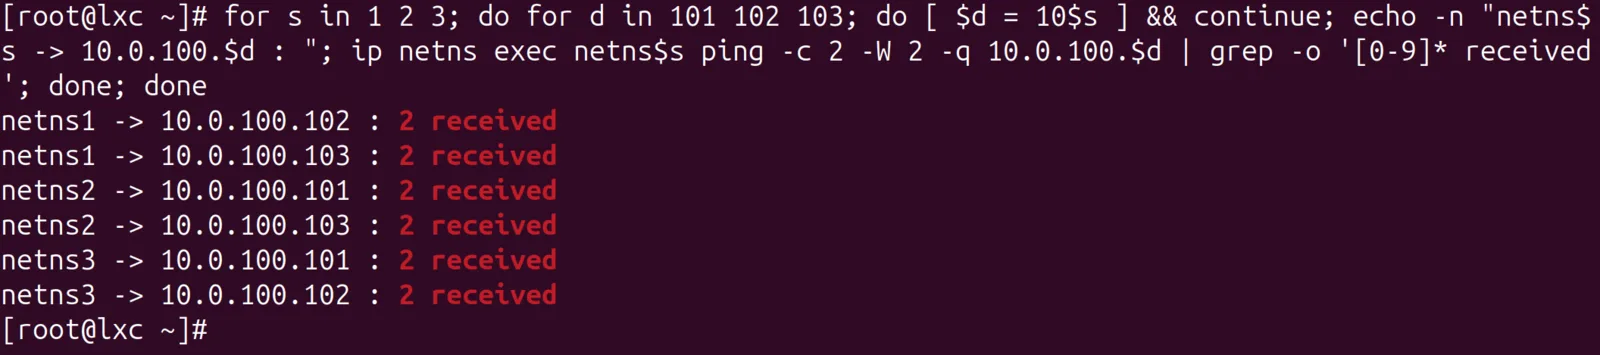 [root@lxc ~]# for s in 1 2 3; do for d in 101 102 103; do [ $d = 10$s ] && continue; echo -n "netns$
s -> 10.0.100.$d : "; ip netns exec netns$s ping -c 2 -W 2 -q 10.0.100.$d | grep -o '[0-9]* received
'; done; done
netns1 -> 10.0.100.102 : 2 received
netns1 -> 10.0.100.103 : 2 received
netns2 -> 10.0.100.101 : 2 received
netns2 -> 10.0.100.103 : 2 received
netns3 -> 10.0.100.101 : 2 received
netns3 -> 10.0.100.102 : 2 received
[root@lxc ~]#